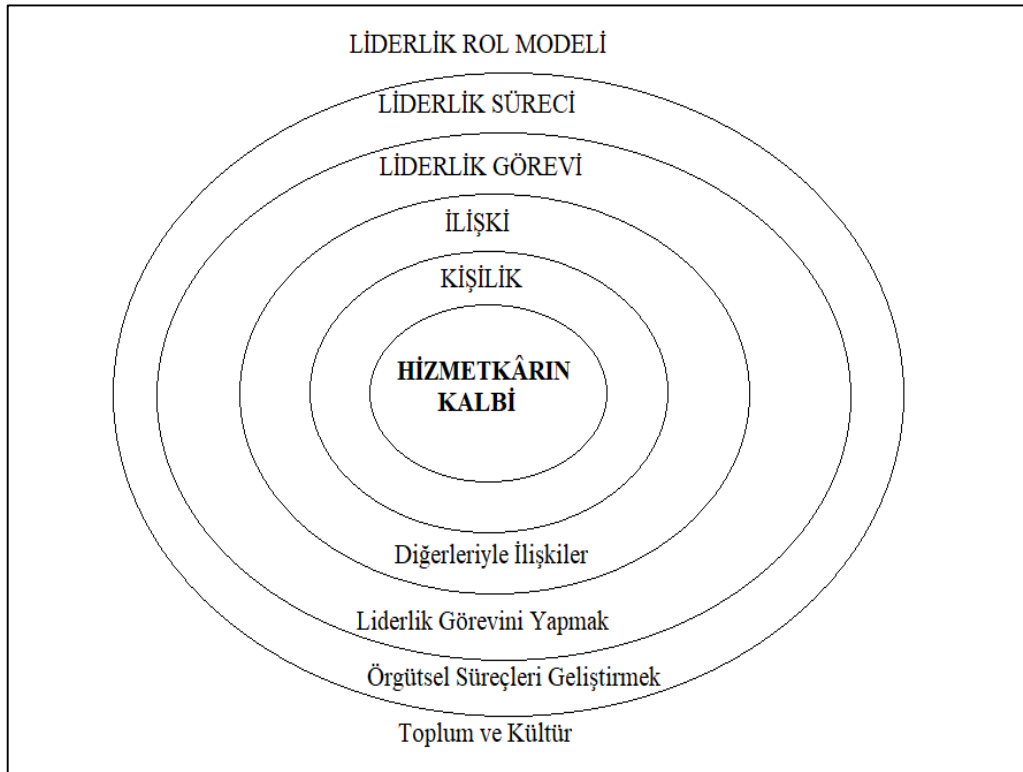 LİDERLİK ROL MODELİ
LİDERLİK SÜRECİ
LİDERLİK GÖREVİ
İLİŞKİ
KİŞİLİK
HİZMETKÂRIN
KALBİ
Diğerleriyle İlişkiler
Liderlik Görevini Yapmak
Örgütsel Süreçleri Geliştirmek
Toplum ve Kültür